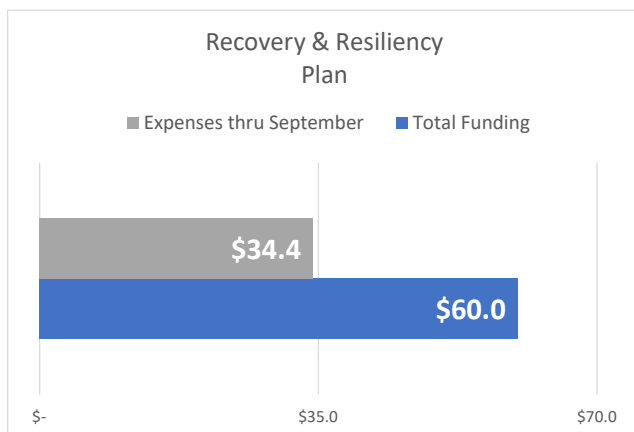 Recovery & Resiliency
Plan
Expenses thru September Total Funding
$34.4
$60.0
$- $35.0 $70.0